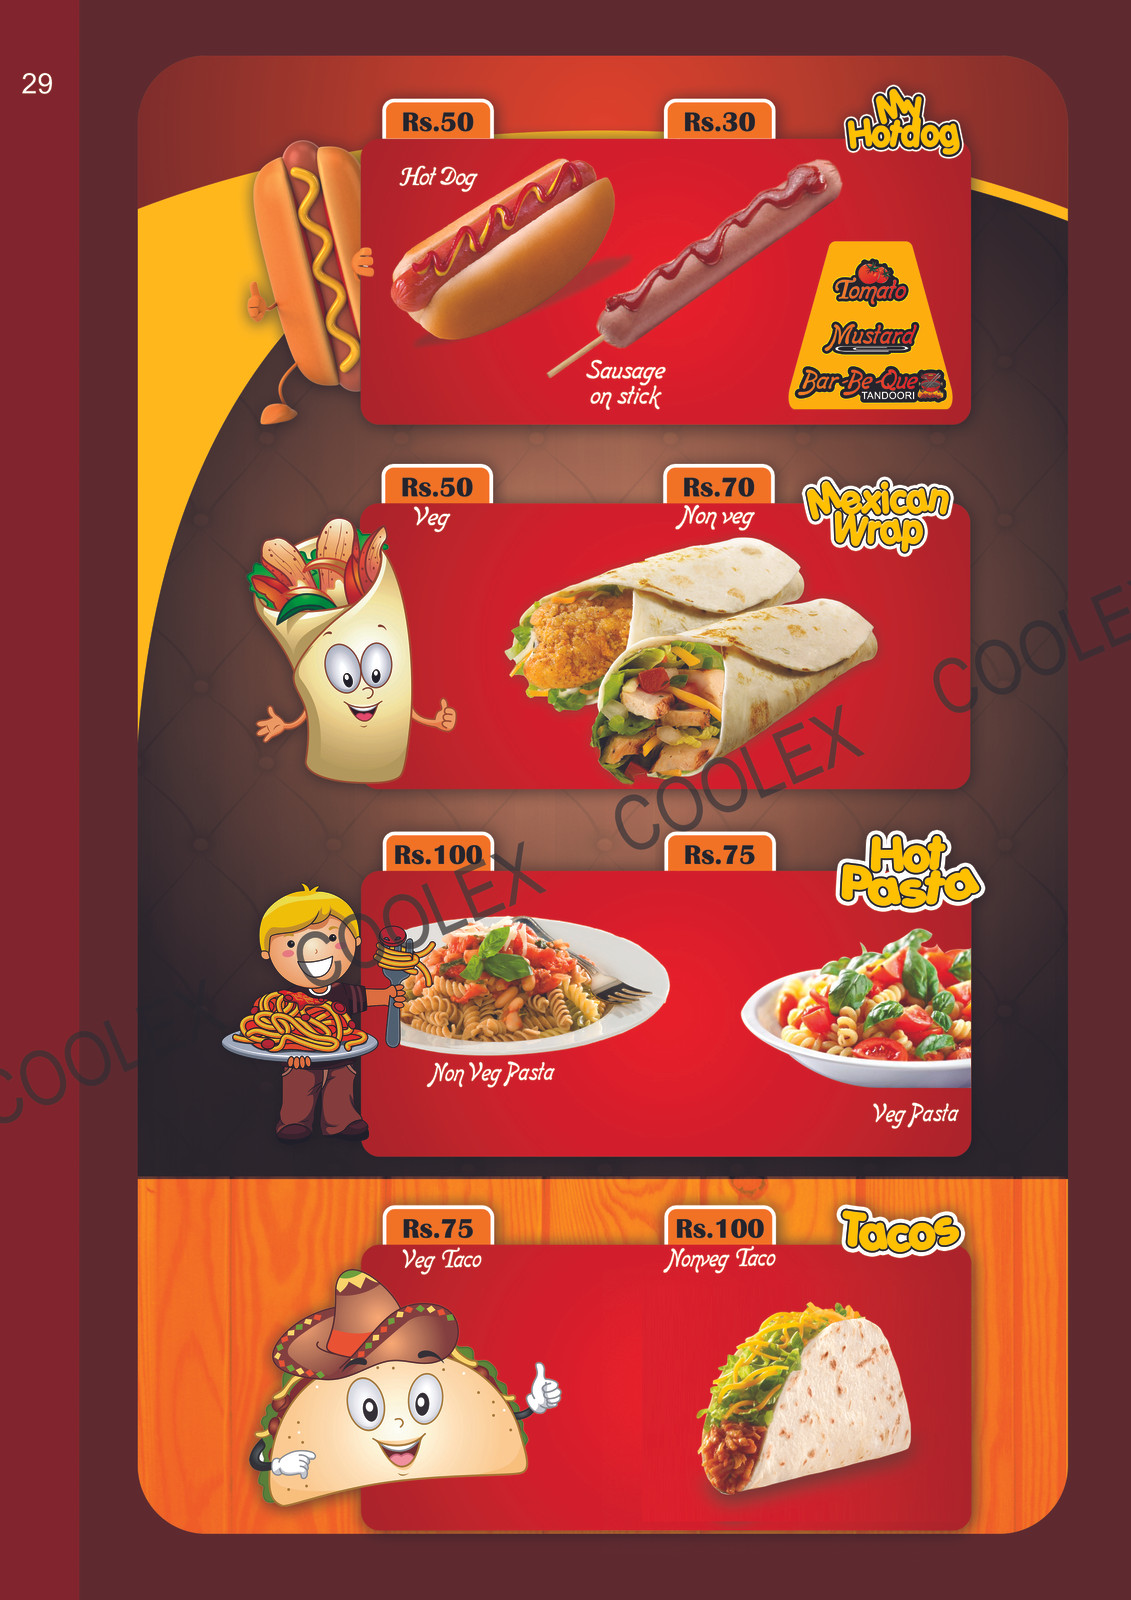 29
Rs.50
Rs.30
My
Hotdog
Hot Dog
Sausage
on stick
Tomato
Mustard
Bar-Be-Que
TANDOORI
Rs.50
Rs.70
Mexican
Wrap
Veg
Non veg
COOLEX
COOLEX
Rs.100
Rs.75
Hot
Pasta
COOLEX
COOLEX
Non Veg Pasta
Veg Pasta
Rs.75
Rs.100
Tacos
Veg Taco
Nonveg Taco